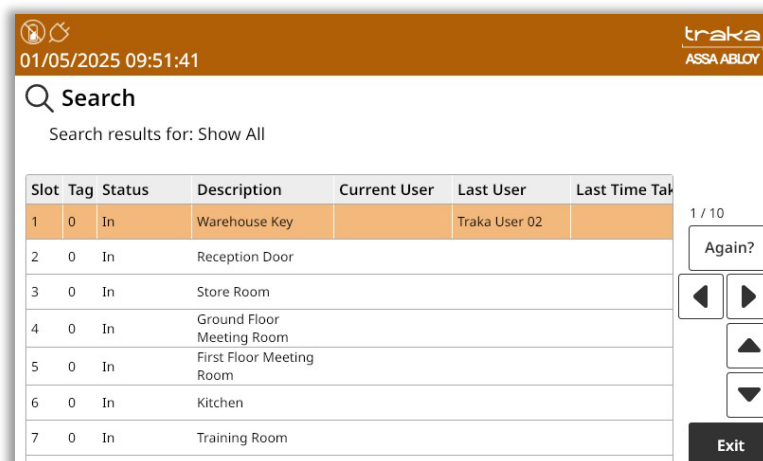 traka
01/05/2025 09:51:41
ASSA ABLOY
Search
Search results for: Show All
Slot Tag Status Description Current User Last User Last Time Tak
1 0 In Warehouse Key Traka User 02
1 / 10
2 0 In Reception Door
Again?
3 0 In Store Room
4 0 In Ground Floor
Meeting Room
5 0 In First Floor Meeting
Room
6 0 In Kitchen
7 0 In Training Room
Exit